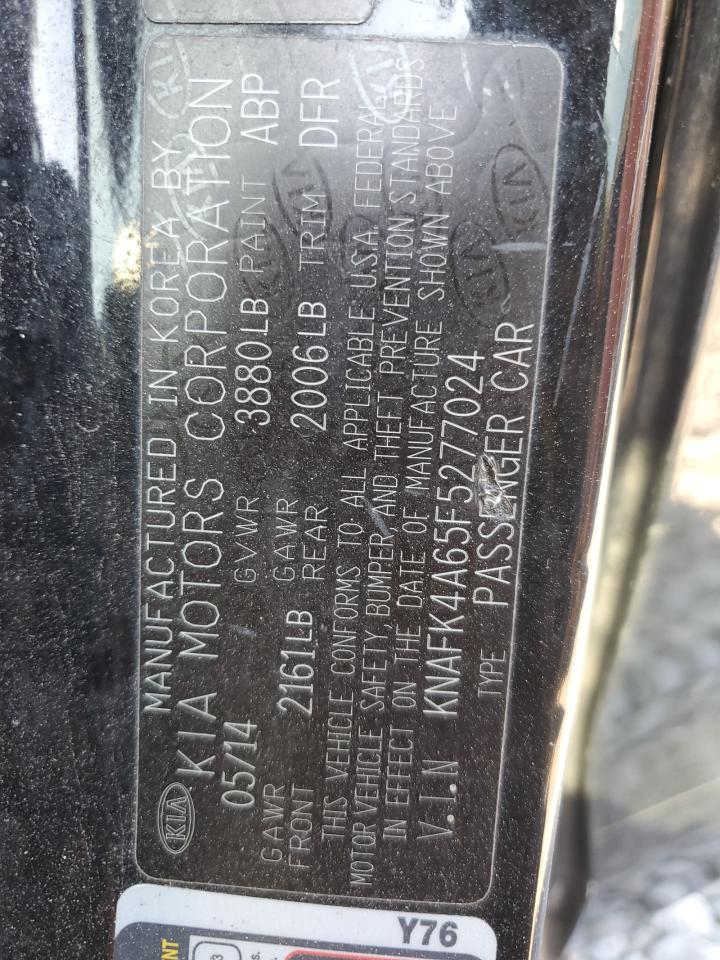 MANUFACTURED IN KOREA BY
KIA KIA MOTORS CORPORATION
05/14 GVWR 3880LB PAINT ABP
GAWR FRONT 2161LB GAWR REAR 2006LB TRIM DFR
THIS VEHICLE CONFORMS TO ALL APPLICABLE U.S.A. FEDERAL
MOTOR VEHICLE SAFETY, BUMPER, AND THEFT PREVENTION STANDARDS
IN EFFECT ON THE DATE OF MANUFACTURE SHOWN ABOVE
V.I.N KNAFK4A65F5277024
TYPE PASSENGER CAR
Y76